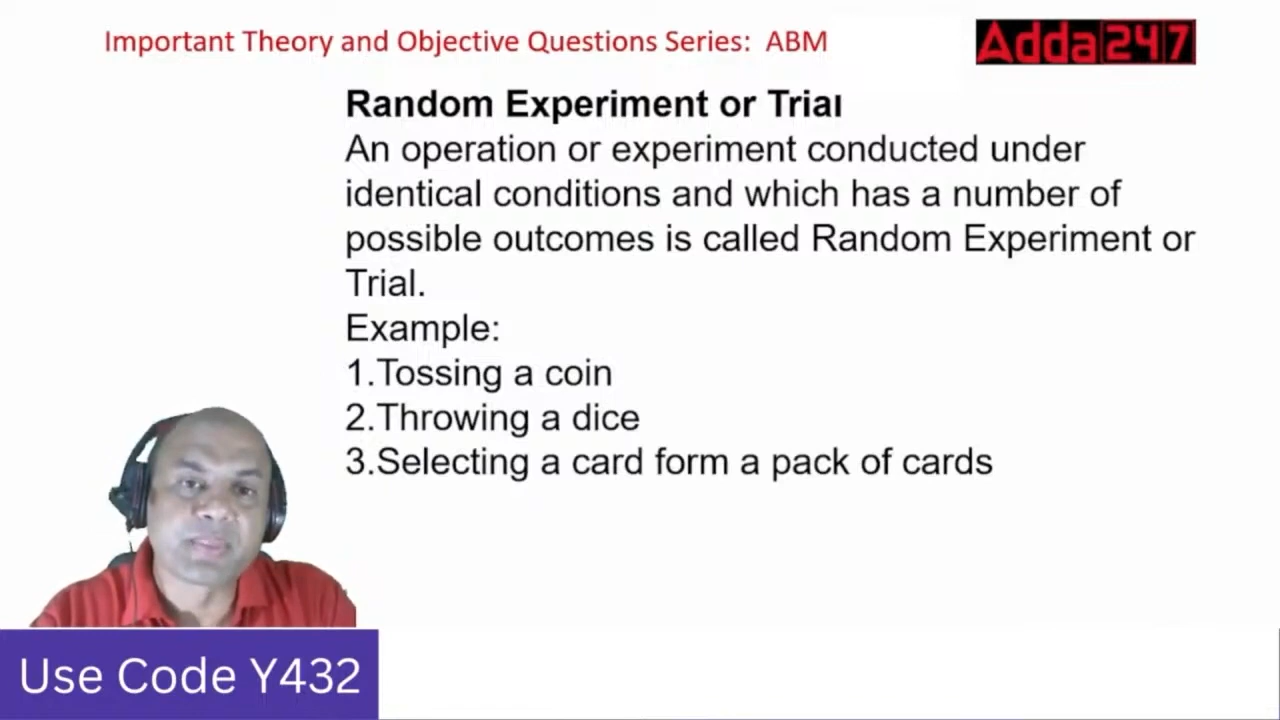 Important Theory and Objective Questions Series: ABM
Adda247
Random Experiment or Trial
An operation or experiment conducted under
identical conditions and which has a number of
possible outcomes is called Random Experiment or
Trial.
Example:
1.Tossing a coin
2.Throwing a dice
3.Selecting a card form a pack of cards
Use Code Y432